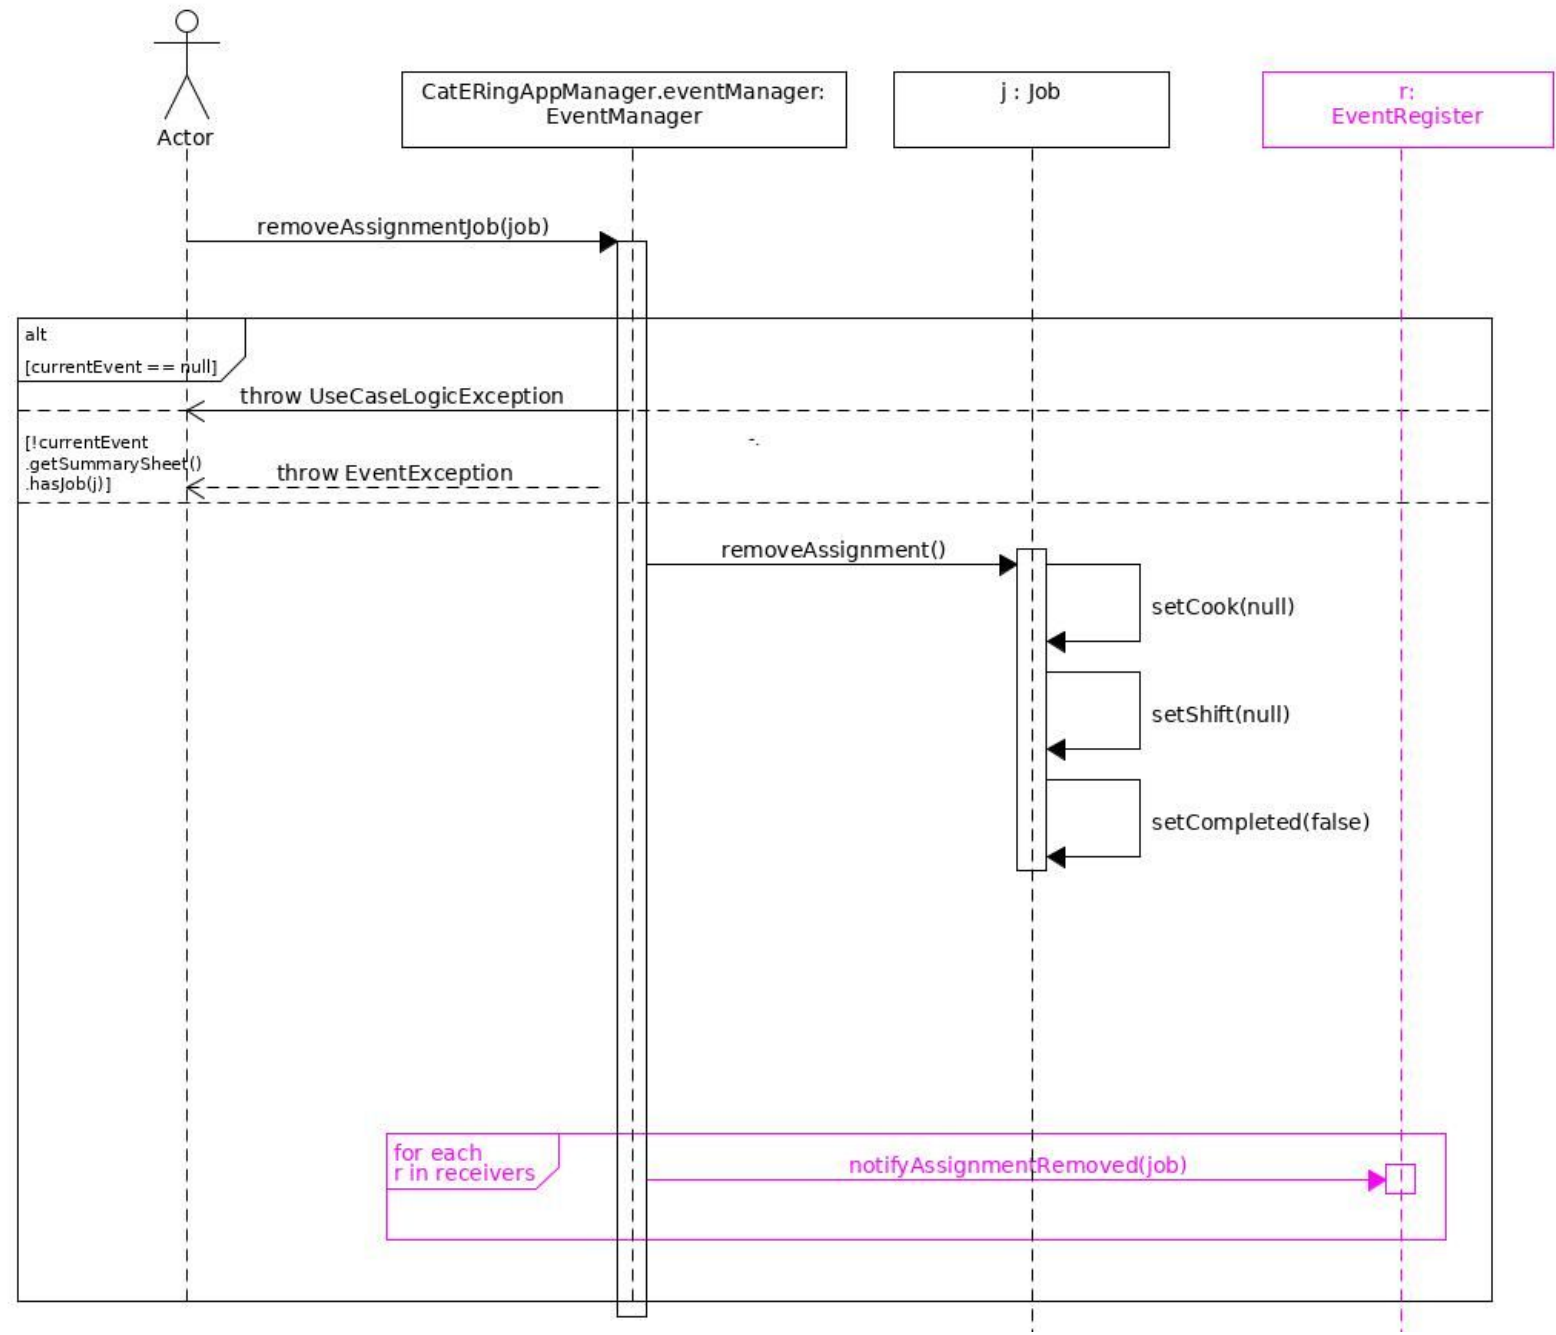 CatERingAppManager.eventManager:
EventManager
j : Job
r:
EventRegister
Actor
removeAssignmentJob(job)
alt
[currentEvent == null]
throw UseCaseLogicException
[!currentEvent
.getSummarySheet()
.hasJob(j)]
-.
throw EventException
removeAssignment()
setCook(null)
setShift(null)
setCompleted(false)
for each
r in receivers
notifyAssignmentRemoved(job)